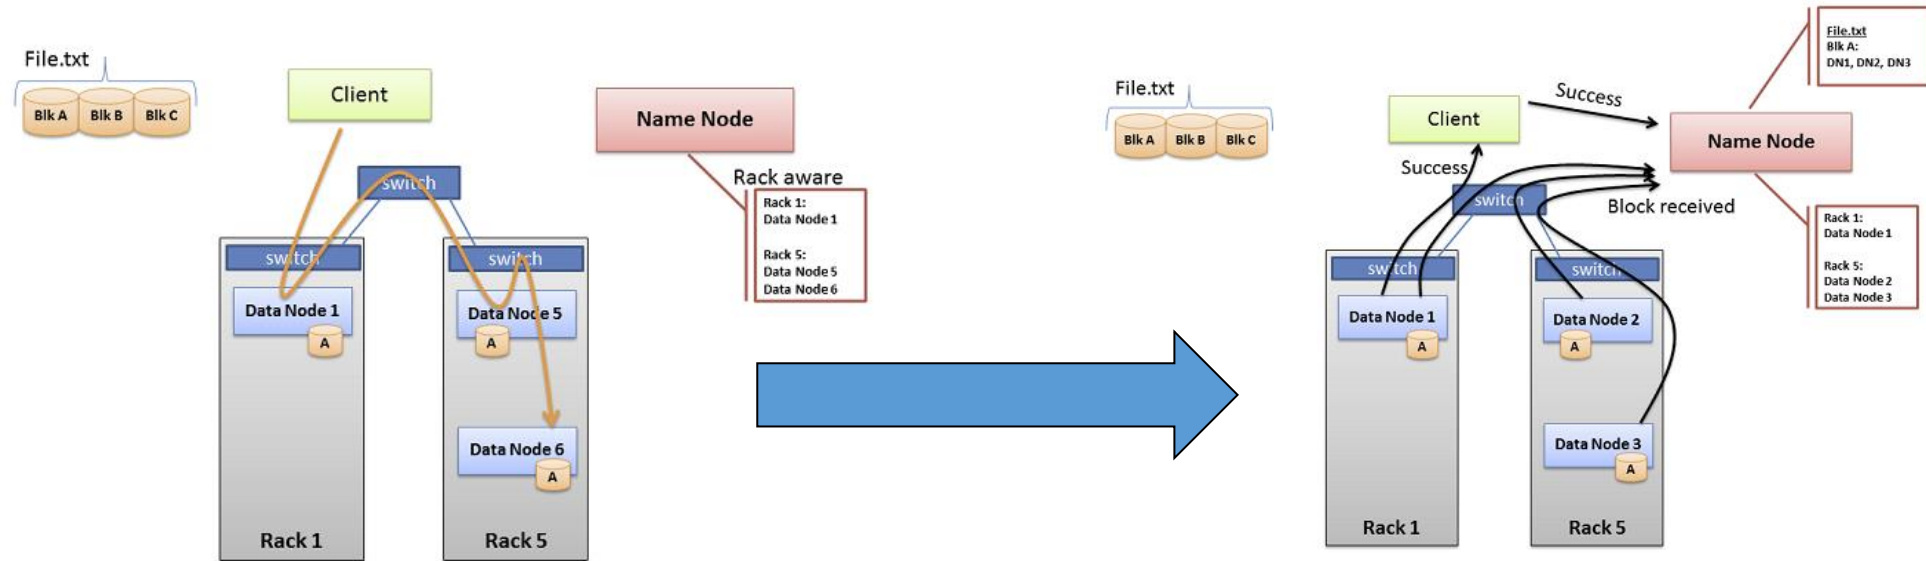 File.txt
Blk A Blk B Blk C
Client
Name Node
switch
Rack aware
Rack 1:
Data Node 1
Rack 5:
Data Node 5
Data Node 6
switch
switch
Data Node 1
A
Data Node 5
A
Data Node 6
A
Rack 1
Rack 5
File.txt
Blk A:
DN1, DN2, DN3
File.txt
Blk A Blk B Blk C
Client
Success
Name Node
Success
switch
Block received
Rack 1:
Data Node 1
Rack 5:
Data Node 2
Data Node 3
switch
switch
Data Node 1
A
Data Node 2
A
Data Node 3
A
Rack 1
Rack 5